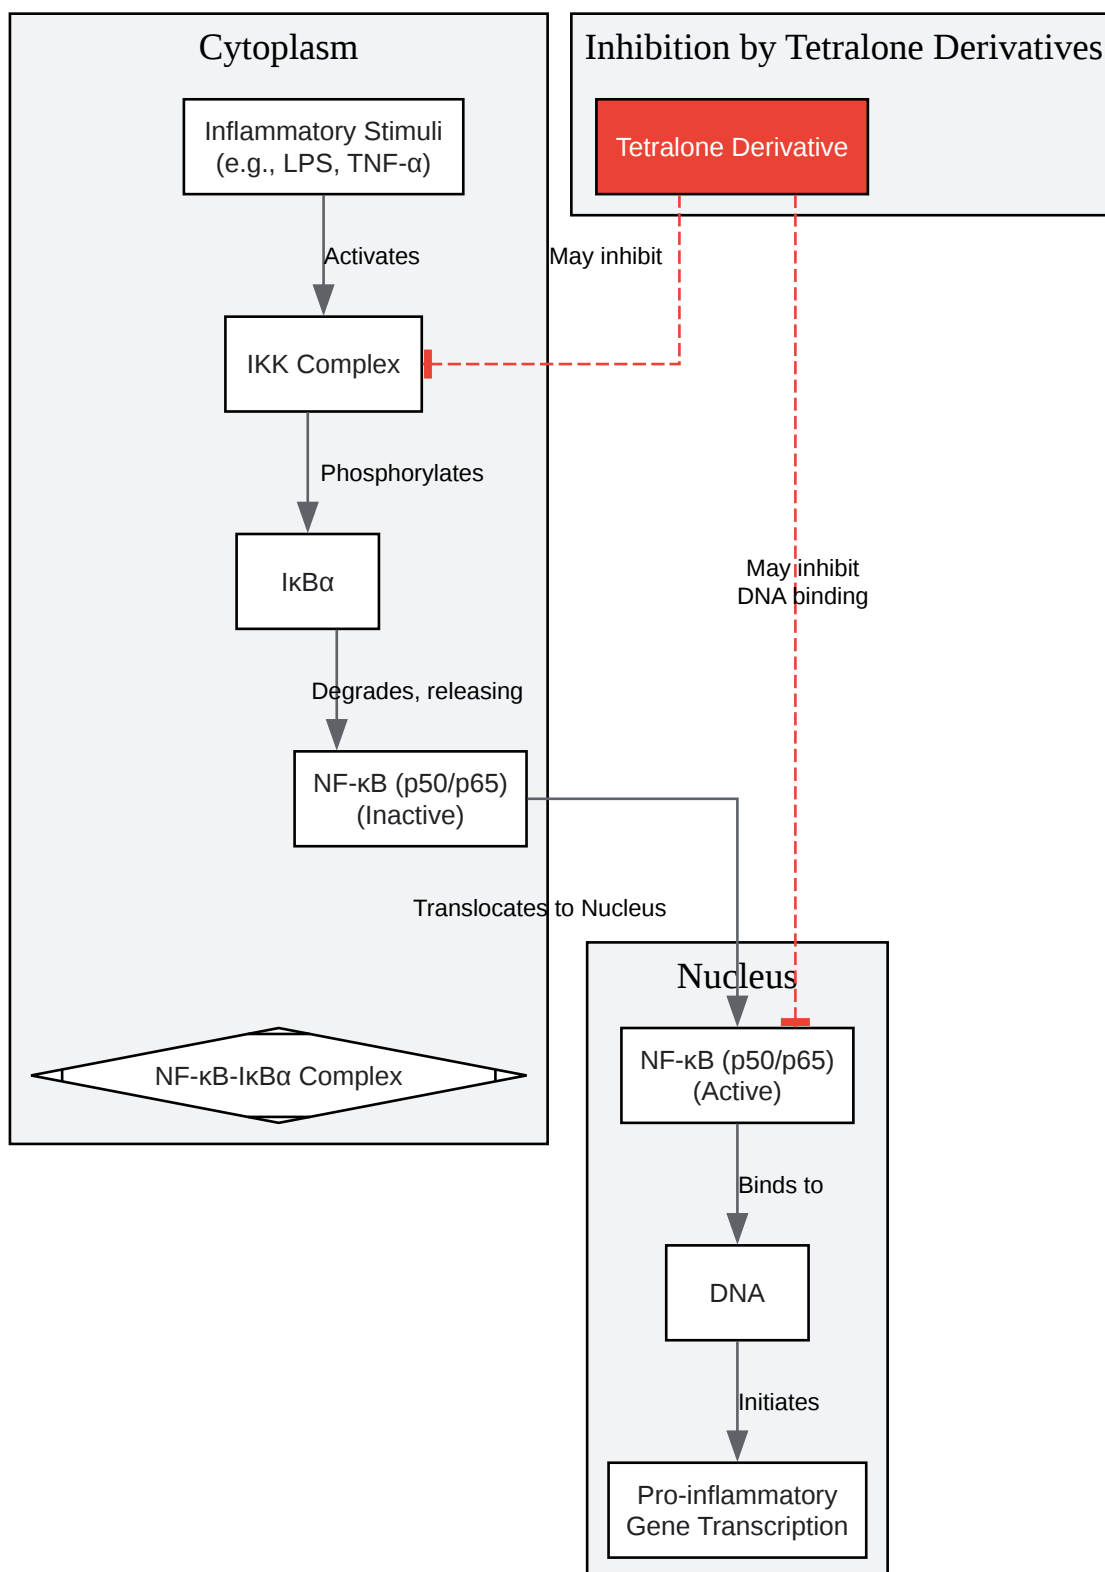 Cytoplasm
Inhibition by Tetralone Derivatives
Inflammatory Stimuli
(e.g., LPS, TNF-α)
Tetralone Derivative
Activates
May inhibit
IKK Complex
Phosphorylates
IκBα
May inhibit
DNA binding
Degrades, releasing
NF-κB (p50/p65)
(Inactive)
Translocates to Nucleus
Nucleus
NF-κB-IκBα Complex
NF-κB (p50/p65)
(Active)
Binds to
DNA
Initiates
Pro-inflammatory
Gene Transcription